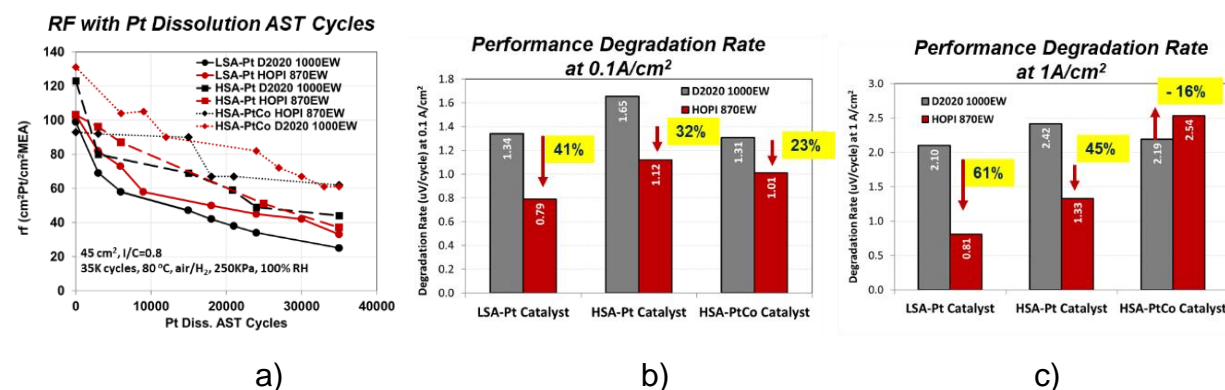 RF with Pt Dissolution AST Cycles
rf (cm²Pt/cm²MEA)
140
120
100
80
60
40
20
0
LSA-Pt D2020 1000EW
LSA-Pt HOPI 870EW
HSA-Pt D2020 1000EW
HSA-Pt HOPI 870EW
HSA-PtCo HOPI 870EW
HSA-PtCo D2020 1000EW
45 cm², I/C=0.8
35K cycles, 80 °C, air/H₂, 250KPa, 100% RH
0 10000 20000 30000 40000
Pt Diss. AST Cycles
a)
Performance Degradation Rate
at 0.1A/cm²
Degradation Rate (uV/cycle) at 0.1 A/cm²
1.8
1.6
1.4
1.2
1.0
0.8
0.6
0.4
0.2
0.0
D2020 1000EW
HOPI 870EW
1.34
0.79
41%
1.65
1.12
32%
1.31
1.01
23%
LSA-Pt Catalyst HSA-Pt Catalyst HSA-PtCo Catalyst
b)
Performance Degradation Rate
at 1A/cm²
Degradation Rate (uV/cycle) at 1 A/cm²
3.0
2.5
2.0
1.5
1.0
0.5
0.0
D2020 1000EW
HOPI 870EW
2.10
0.81
61%
2.42
1.33
45%
2.19
2.54
- 16%
LSA-Pt Catalyst HSA-Pt Catalyst HSA-PtCo Catalyst
c)